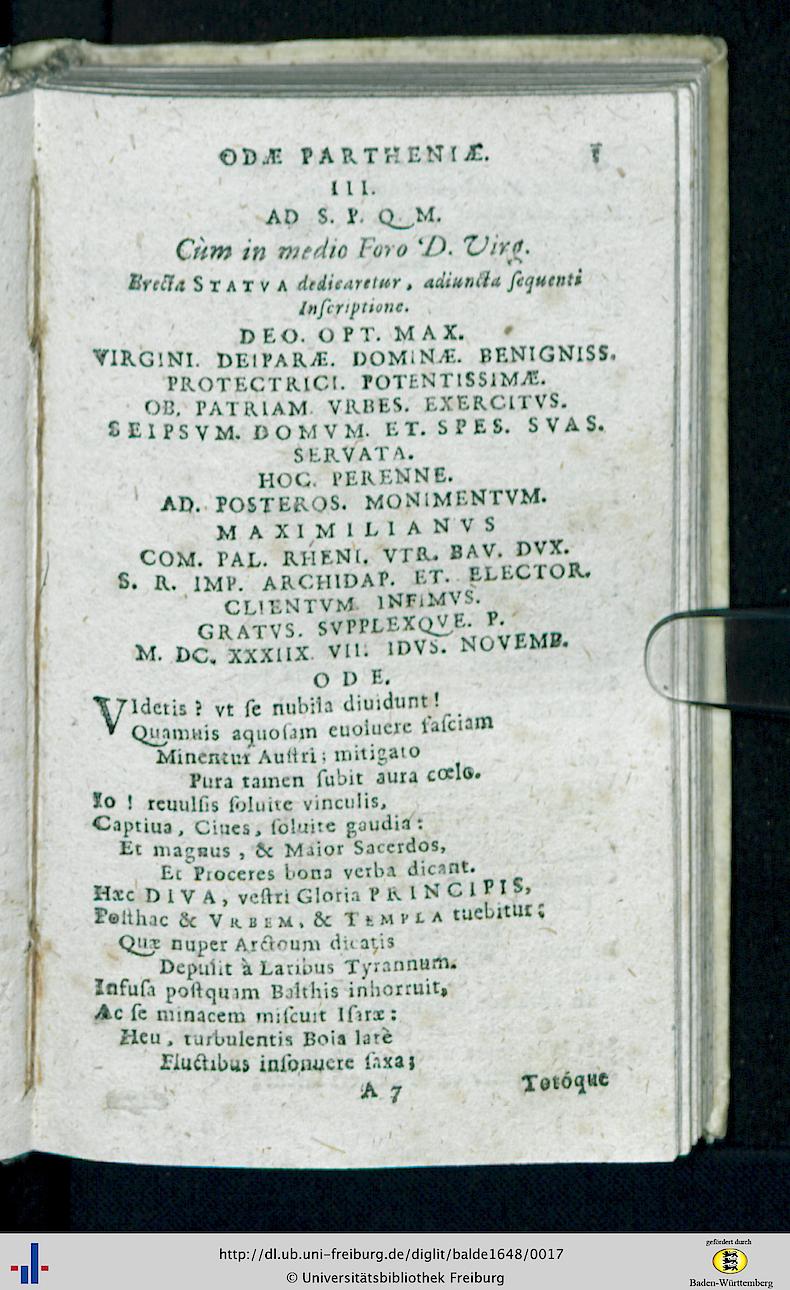 ODÆ PARTHENIÆ.
III.
AD S. P. Q. M.
Cùm in medio Foro D. Virg.
Erecta STATVA dedicaretur, adiuncta ſequenti
Inſcriptione.
DEO. OPT. MAX.
VIRGINI. DEIPARÆ. DOMINÆ. BENIGNISS.
PROTECTRICI. POTENTISSIMÆ.
OB. PATRIAM. VRBES. EXERCITVS.
SEIPSVM. DOMVM. ET. SPES. SVAS.
SERVATA.
HOC. PERENNE.
AD. POSTEROS. MONIMENTVM.
MAXIMILIANVS
COM. PAL. RHENI. VTR. BAV. DVX.
S. R. IMP. ARCHIDAP. ET. ELECTOR.
CLIENTVM INFIMVS.
GRATVS. SVPPLEXQVE. P.
M. DC. XXXIIX. VII. IDVS. NOVEMB.
ODE.
VIdetis? vt ſe nubila diuidunt!
Quamuis aquoſam euoluere faſciam
Minentur Auſtri; mitigato
Pura tamen ſubit aura cœlo.
Io! reuulſis ſoluite vinculis,
Captiua, Ciues, ſoluite gaudia:
Et magnus, & Maior Sacerdos,
Et Proceres bona verba dicant.
Hæc DIVA, veſtri Gloria PRINCIPIS,
Poſthac & VRBEM, & TEMPLA tuebitur;
Quæ nuper Arctoum dicatis
Depulit à Laribus Tyrannum.
Infuſa poſtquam Balthis inhorruit,
Ac ſe minacem miſcuit Iſaræ:
Heu, turbulentis Boia latè
Fluctibus inſonuere ſaxa;
A 7 Totóque
http://dl.ub.uni-freiburg.de/diglit/balde1648/0017
© Universitätsbibliothek Freiburg
gefördert durch
Baden-Württemberg